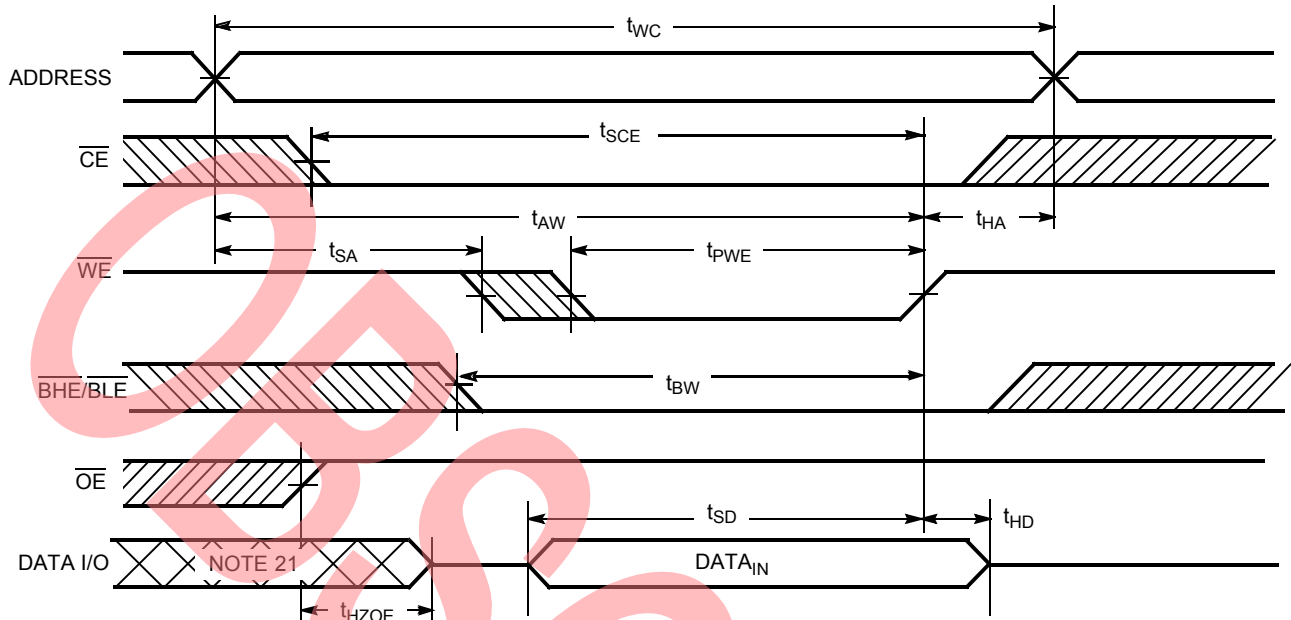 tWC
ADDRESS
tSCE
CE
tAW
tHA
tSA
tPWE
WE
tBW
BHE/BLE
OE
tSD
tHD
DATA I/O
NOTE 21
DATAIN
tHZOE
OBS